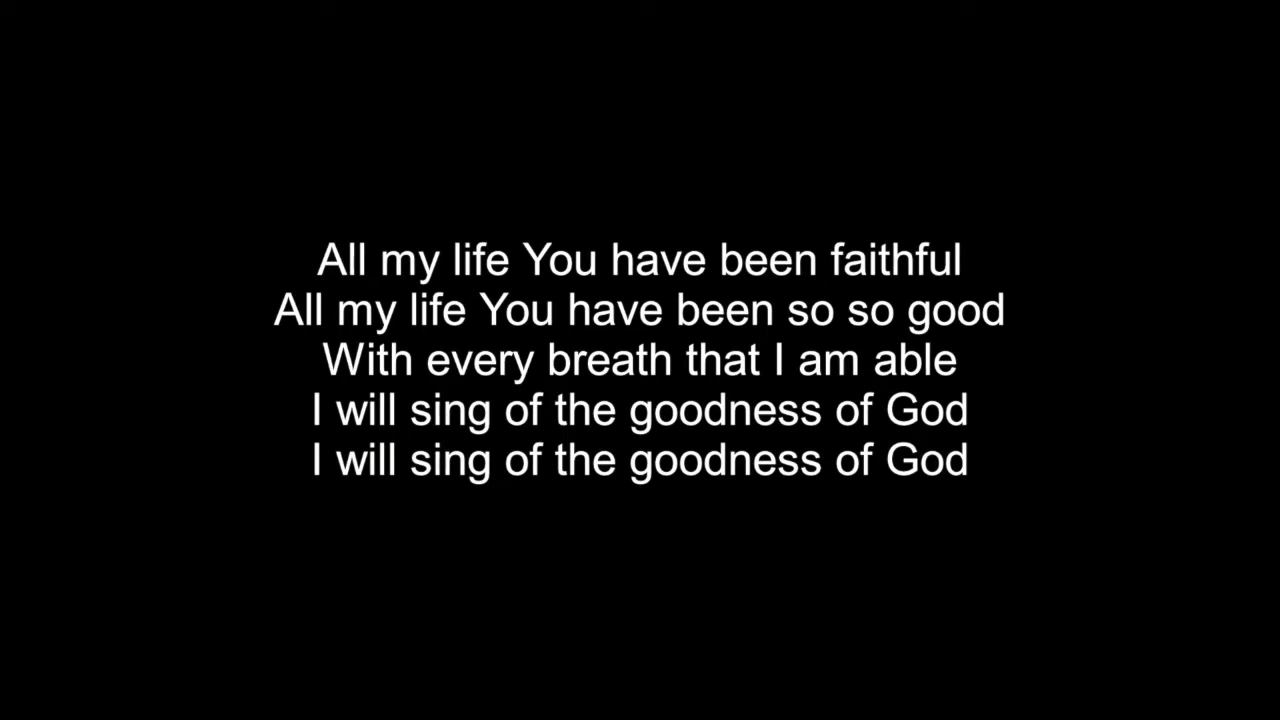 All my life You have been faithful
All my life You have been so so good
With every breath that I am able
I will sing of the goodness of God
I will sing of the goodness of God